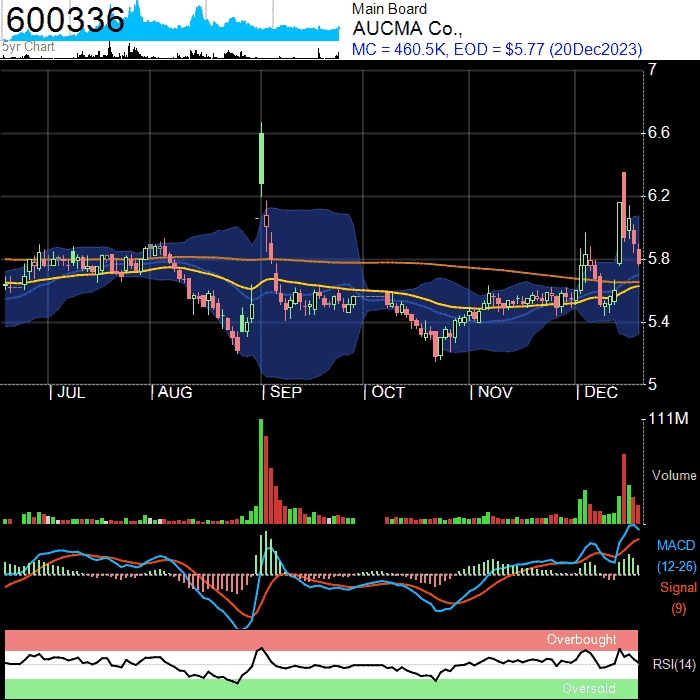 600336
5yr Chart
Main Board
AUCMA Co.,
MC = 460.5K, EOD = $5.77 (20Dec2023)
7
6.6
6.2
5.8
5.4
5
| JUL | AUG | SEP | OCT | NOV | DEC
111M
Volume
MACD
(12-26)
Signal
(9)
Overbought
RSI(14)
Oversold